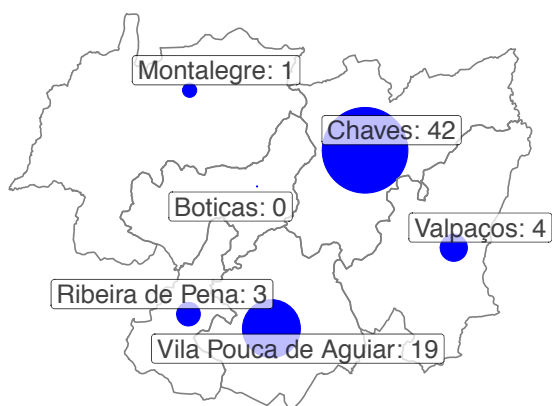 Montalegre: 1
Chaves: 42
Boticas: 0
Valpaços: 4
Ribeira de Pena: 3
Vila Pouca de Aguiar: 19